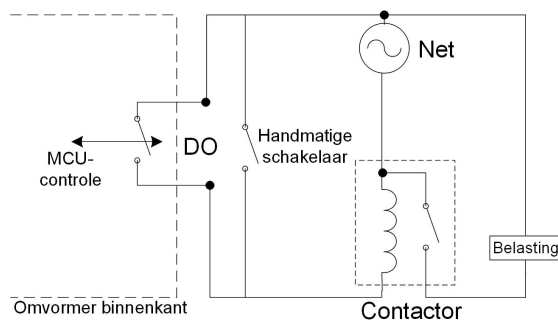 Net
DO
Handmatige
schakelaar
MCU-
controle
Belasting
Omvormer binnenkant
Contactor